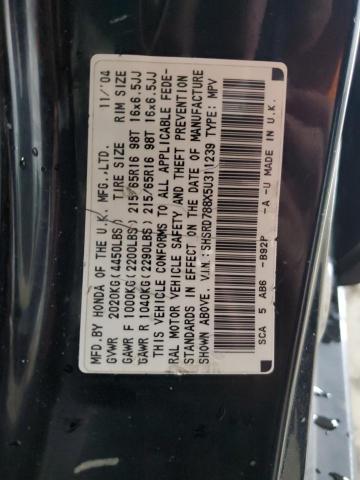 MFD.BY HONDA OF THE U.K. MFG.,LTD. 11/'04
GVWR 2020KG(4450LBS) TIRE SIZE RIM SIZE
GAWR F 1000KG(2200LBS) 215/65R16 98T 16x6.5JJ
GAWR R 1040KG(2290LBS) 215/65R16 98T 16x6.5JJ
THIS VEHICLE CONFORMS TO ALL APPLICABLE FEDE-
RAL MOTOR VEHICLE SAFETY AND THEFT PREVENTION
STANDARDS IN EFFECT ON THE DATE OF MANUFACTURE
SHOWN ABOVE. V.I.N.:SHSRD788X5U311239 TYPE: MPV
SCA 5 AB6 -B92P -A -U MADE IN U.K.